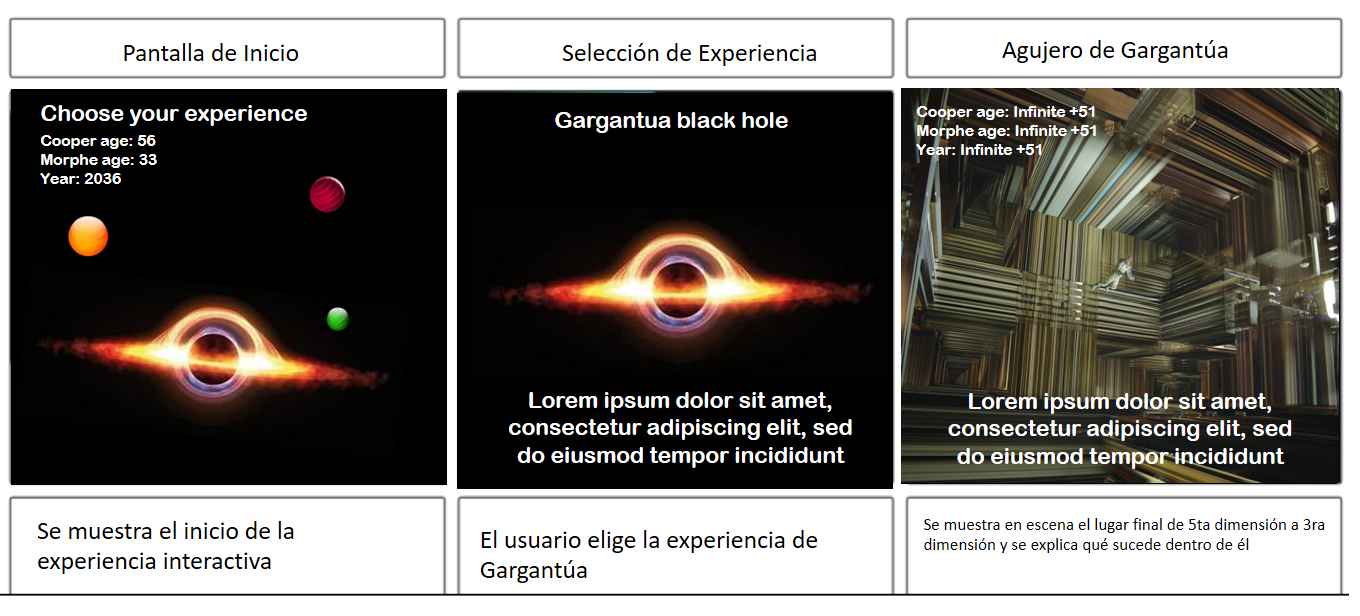 Pantalla de Inicio
Selección de Experiencia
Agujero de Gargantúa
Choose your experience
Cooper age: 56
Morphe age: 33
Year: 2036
Gargantua black hole
Lorem ipsum dolor sit amet,
consectetur adipiscing elit, sed
do eiusmod tempor incididunt
Cooper age: Infinite +51
Morphe age: Infinite +51
Year: Infinite +51
Lorem ipsum dolor sit amet,
consectetur adipiscing elit, sed
do eiusmod tempor incididunt
Se muestra el inicio de la
experiencia interactiva
El usuario elige la experiencia de
Gargantúa
Se muestra en escena el lugar final de 5ta dimensión a 3ra
dimensión y se explica qué sucede dentro de él